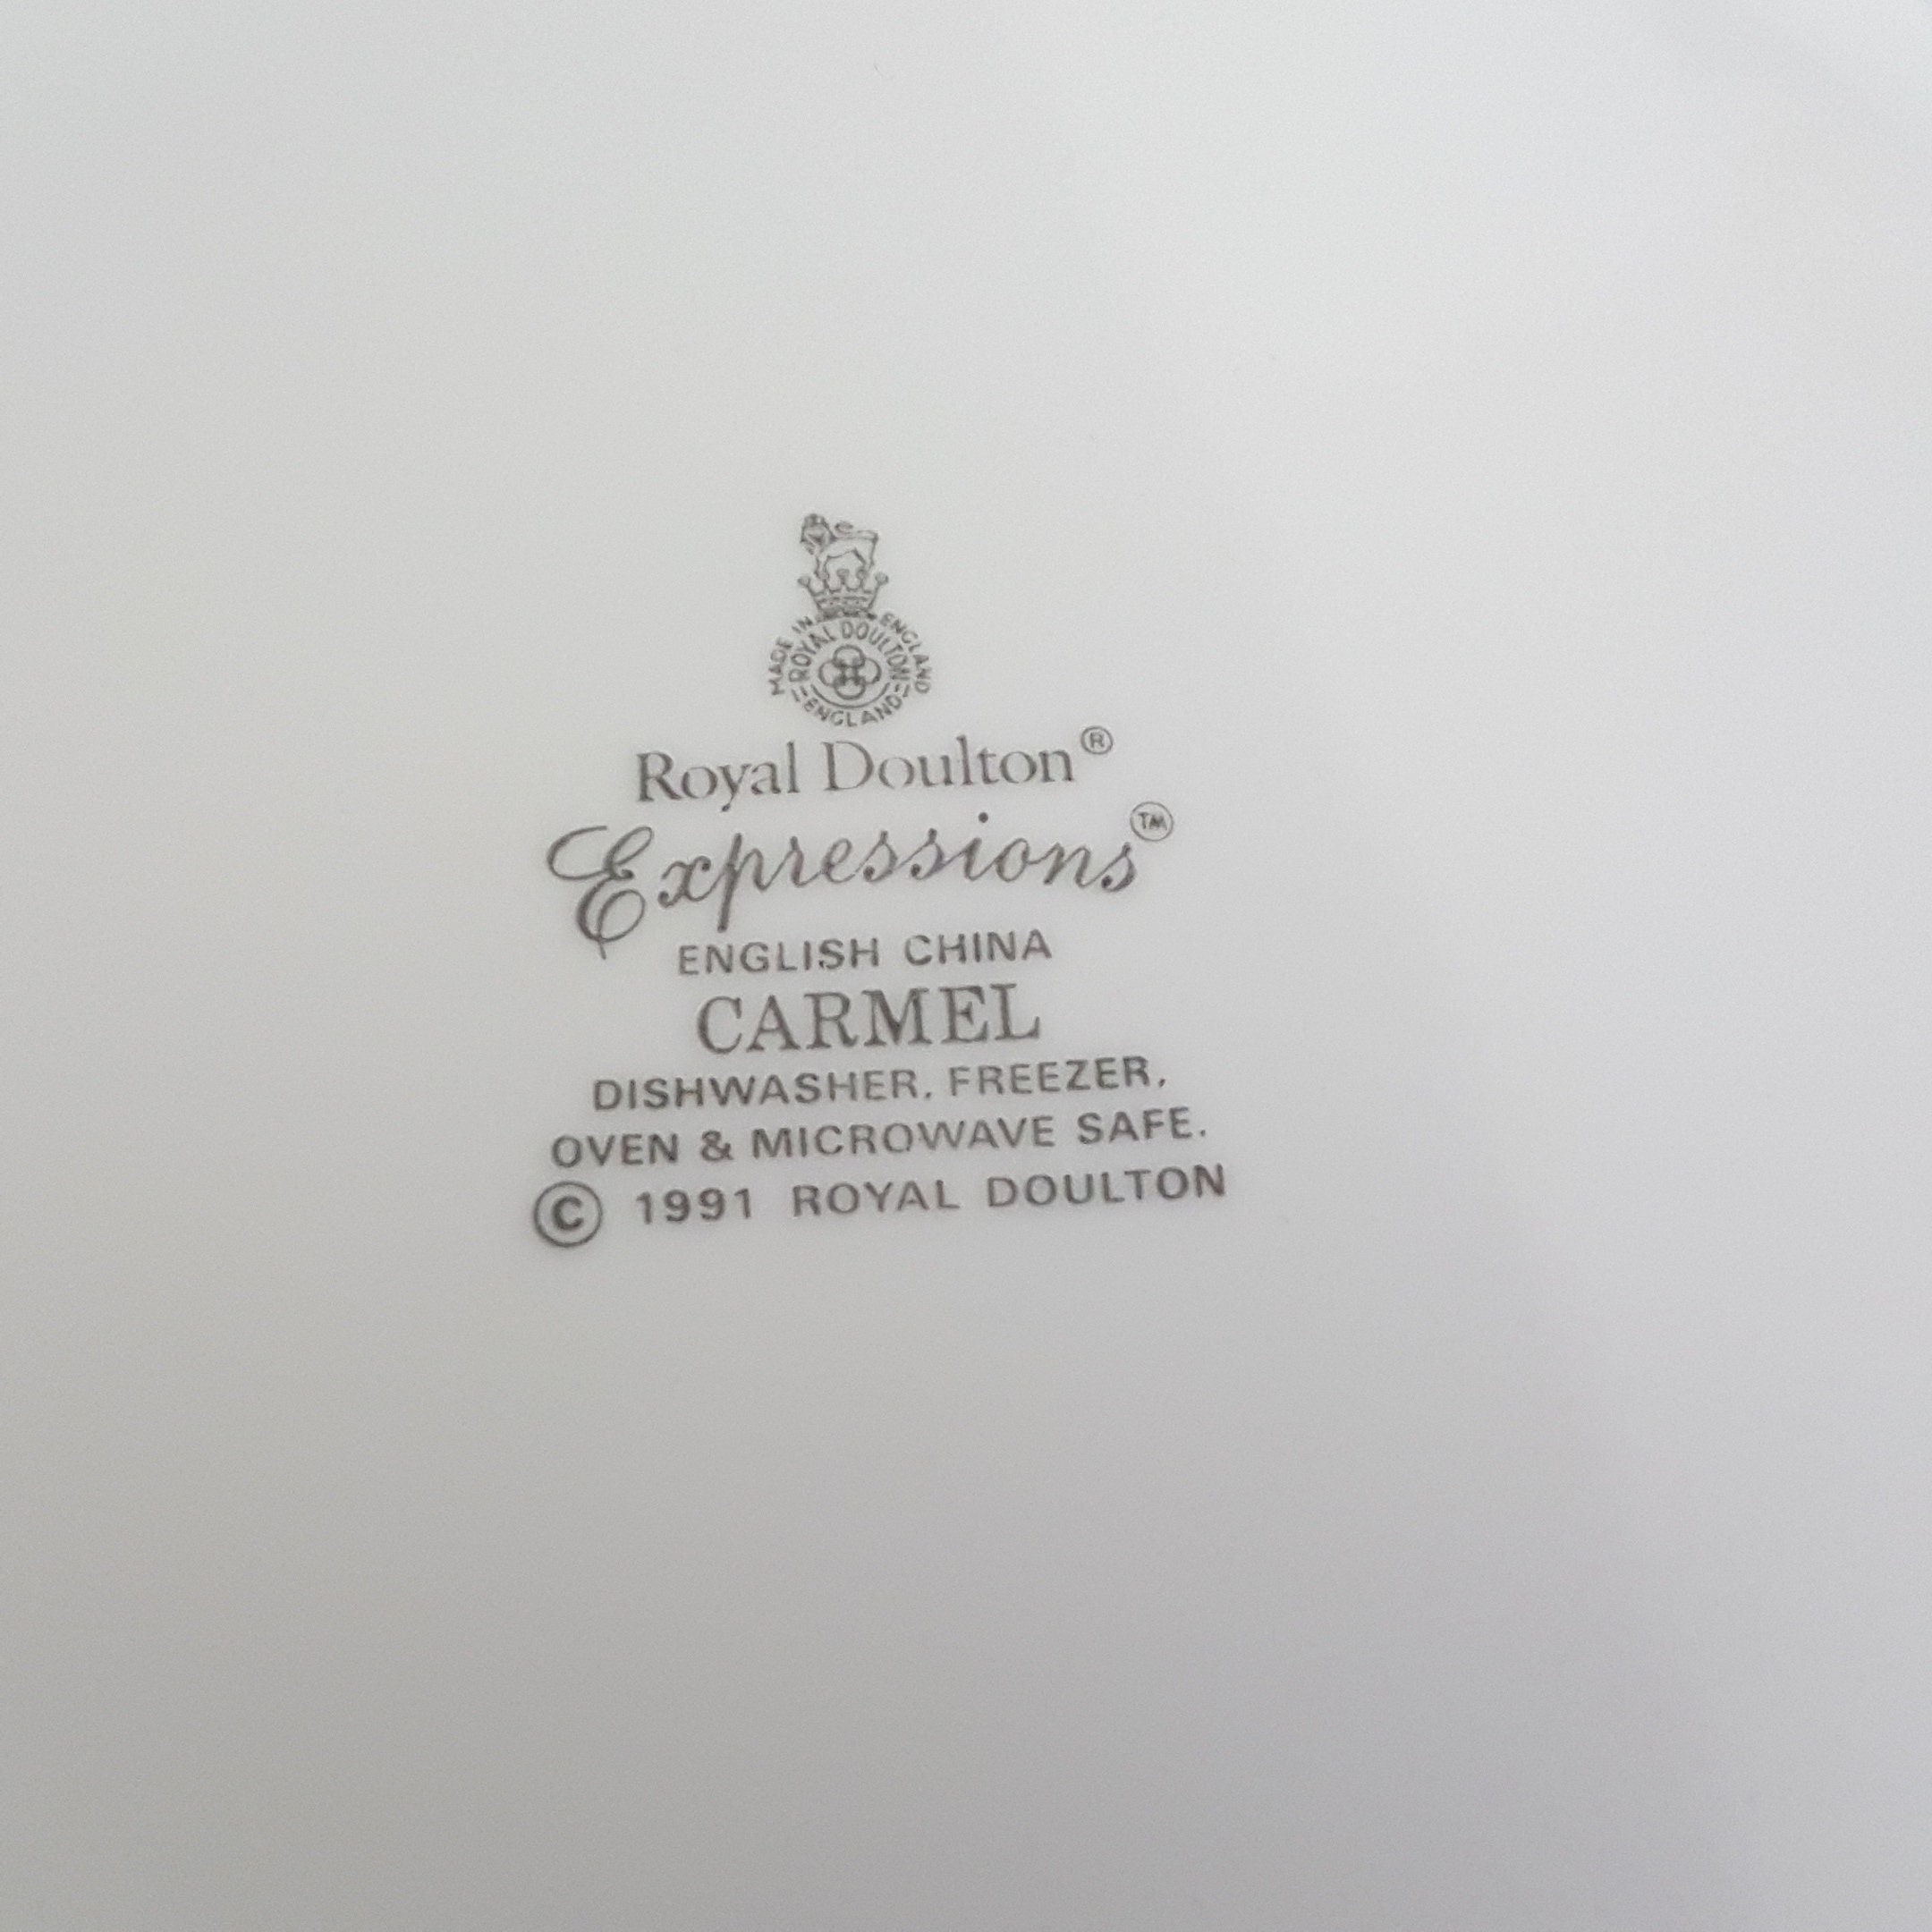 MADE IN ENGLAND
ROYAL DOULTON
ENGLAND
Royal Doulton®
Expressions™
ENGLISH CHINA
CARMEL
DISHWASHER, FREEZER,
OVEN & MICROWAVE SAFE.
© 1991 ROYAL DOULTON